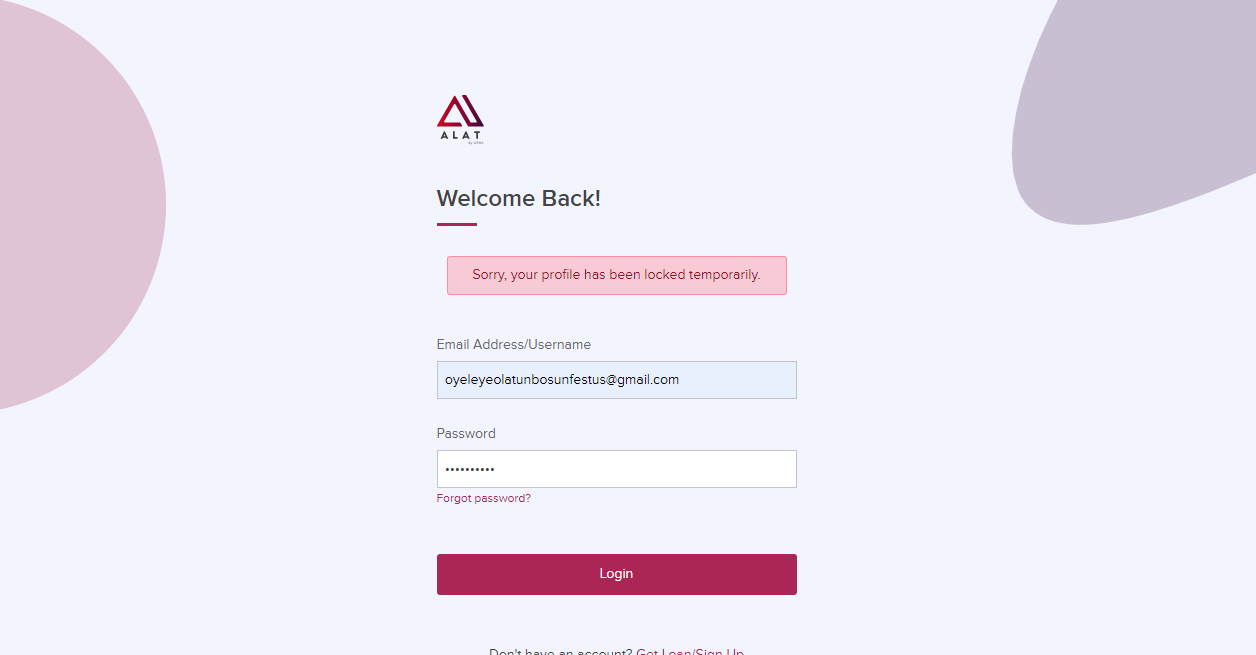 ALAT
by WEMA
Welcome Back!
Sorry, your profile has been locked temporarily.
Email Address/Username
oyeleyeolatunbosunfestus@gmail.com
Password
••••••••••
Forgot password?
Login
Don't have an account? Get Loan/Sign Up